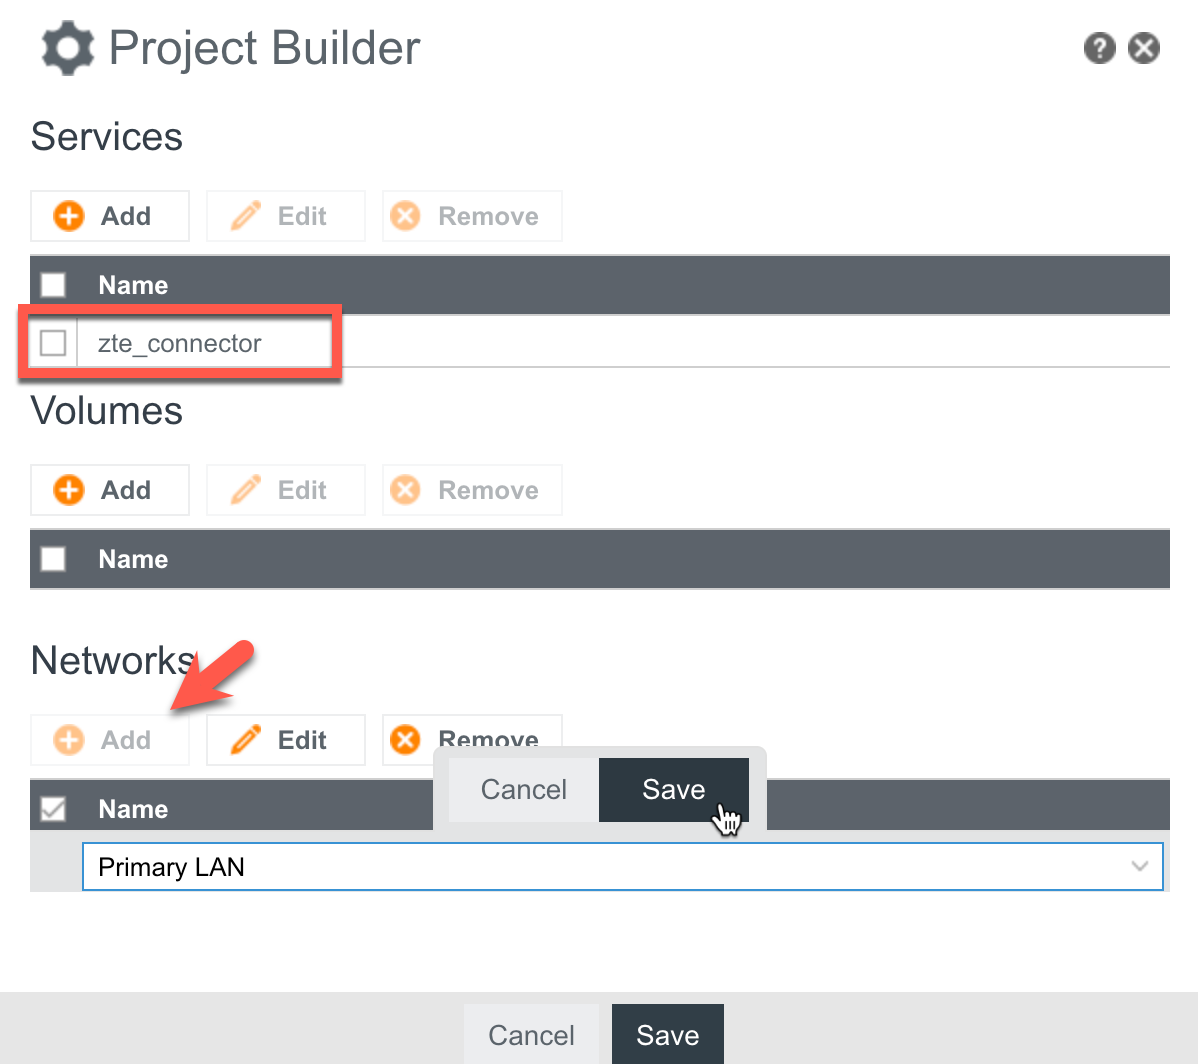 Project Builder
Services
Add Edit Remove
Name
zte_connector
Volumes
Add Edit Remove
Name
Networks
Add Edit Remove
Cancel Save
Name
Primary LAN
Cancel Save